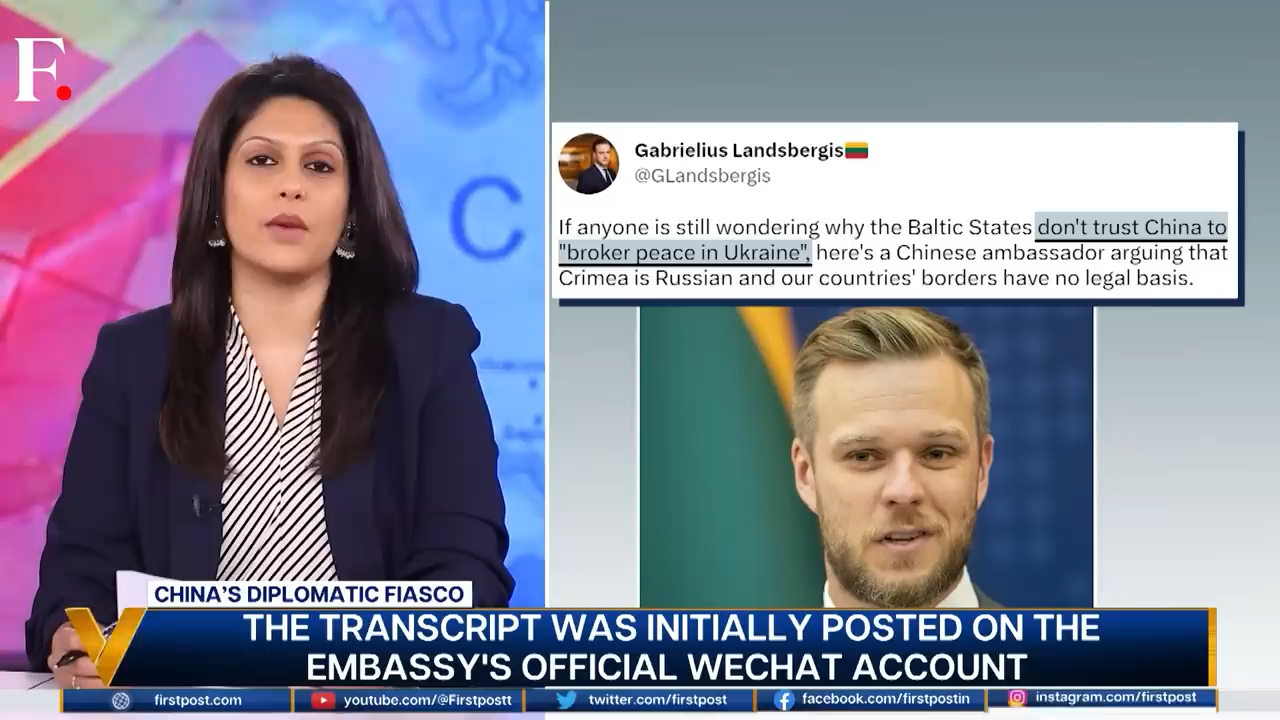 F.
C
Gabrielius Landsbergis
@GLandsbergis
If anyone is still wondering why the Baltic States don't trust China to
"broker peace in Ukraine", here's a Chinese ambassador arguing that
Crimea is Russian and our countries' borders have no legal basis.
CHINA'S DIPLOMATIC FIASCO
V
THE TRANSCRIPT WAS INITIALLY POSTED ON THE
EMBASSY'S OFFICIAL WECHAT ACCOUNT
firstpost.com
youtube.com/@Firstpostt
twitter.com/firstpost
facebook.com/firstpostin
instagram.com/firstpost